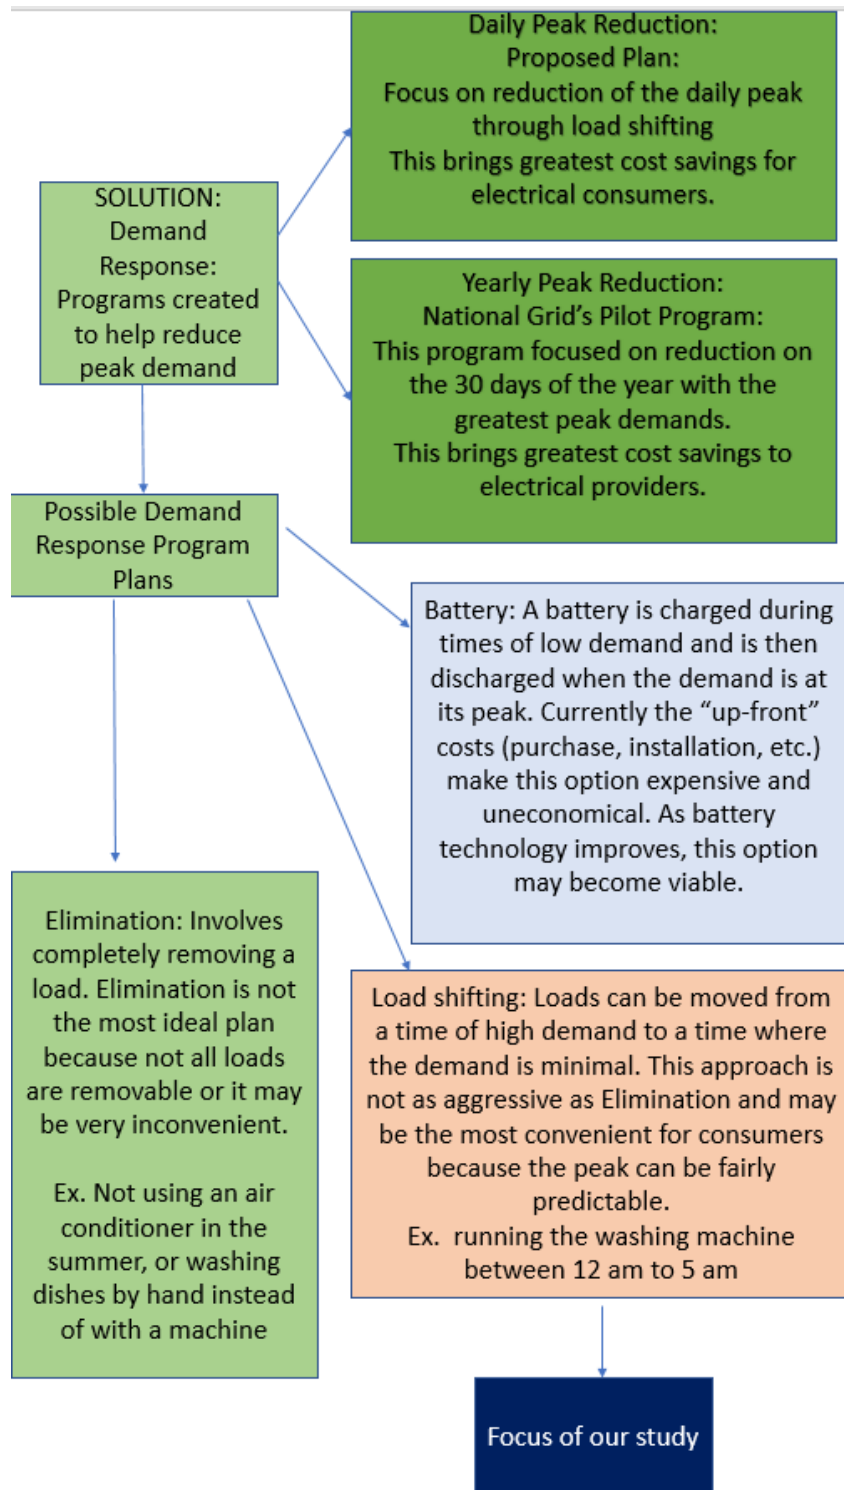 Daily Peak Reduction:
Proposed Plan:
Focus on reduction of the daily peak
through load shifting
This brings greatest cost savings for
electrical consumers.
SOLUTION:
Demand
Response:
Programs created
to help reduce
peak demand
Yearly Peak Reduction:
National Grid's Pilot Program:
This program focused on reduction on
the 30 days of the year with the
greatest peak demands.
This brings greatest cost savings to
electrical providers.
Possible Demand
Response Program
Plans
Battery: A battery is charged during
times of low demand and is then
discharged when the demand is at
its peak. Currently the “up-front”
costs (purchase, installation, etc.)
make this option expensive and
uneconomical. As battery
technology improves, this option
may become viable.
Elimination: Involves
completely removing a
load. Elimination is not
the most ideal plan
because not all loads
are removable or it may
be very inconvenient.
Ex. Not using an air
conditioner in the
summer, or washing
dishes by hand instead
of with a machine
Load shifting: Loads can be moved from
a time of high demand to a time where
the demand is minimal. This approach is
not as aggressive as Elimination and may
be the most convenient for consumers
because the peak can be fairly
predictable.
Ex. running the washing machine
between 12 am to 5 am
Focus of our study